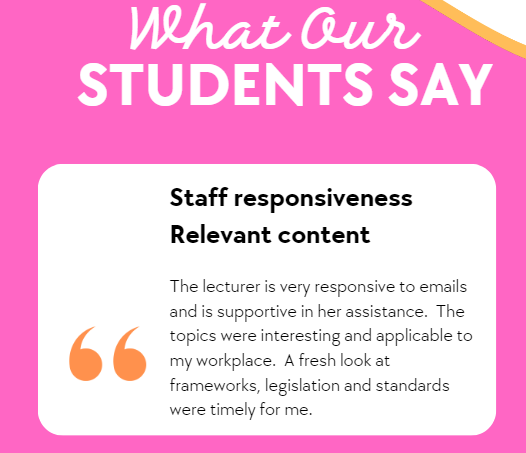 What Our
STUDENTS SAY
Staff responsiveness
Relevant content
The lecturer is very responsive to emails
and is supportive in her assistance.  The
topics were interesting and applicable to
my workplace.  A fresh look at
frameworks, legislation and standards
were timely for me.